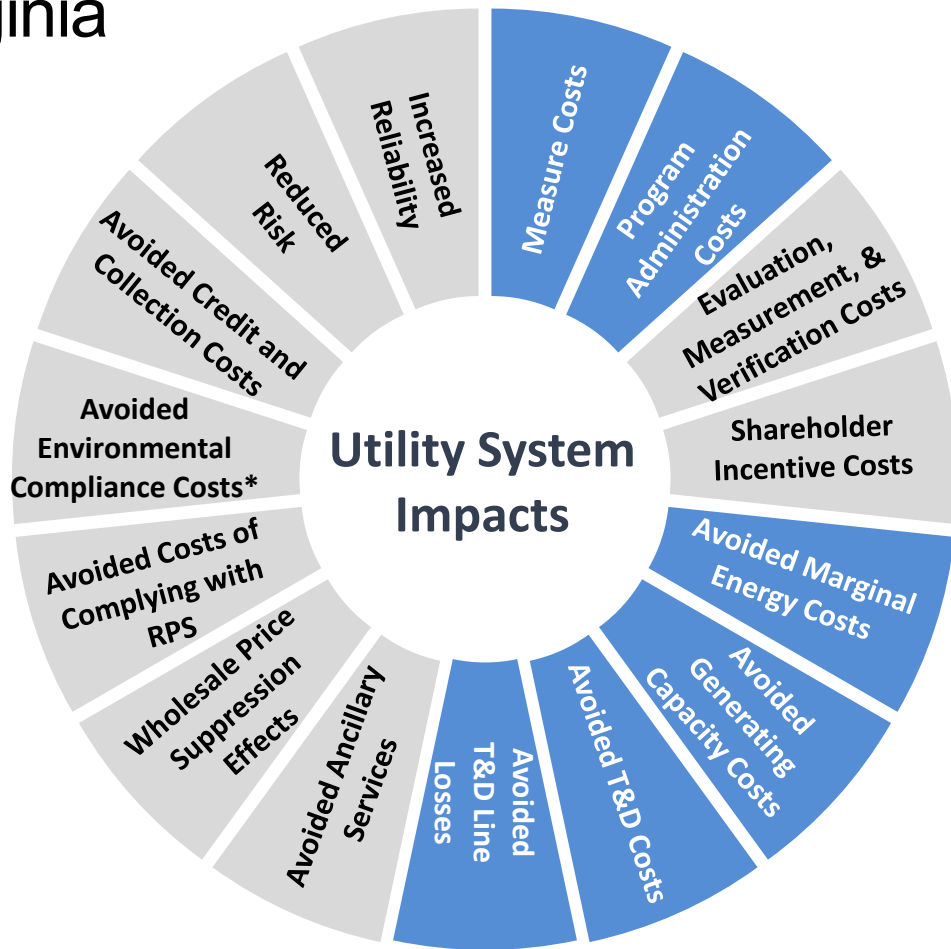 ginia
Increased
Reliability
Measure Costs
Program
Administration
Costs
Evaluation,
Measurement, &
Verification Costs
Shareholder
Incentive Costs
Avoided Marginal
Energy Costs
Avoided
Generating
Capacity Costs
Avoided T&D Costs
Avoided
T&D Line
Losses
Avoided Ancillary
Services
Wholesale Price
Suppression
Effects
Avoided Costs of
Complying with
RPS
Avoided
Environmental
Compliance Costs*
Avoided Credit and
Collection Costs
Reduced
Risk
Utility System
Impacts